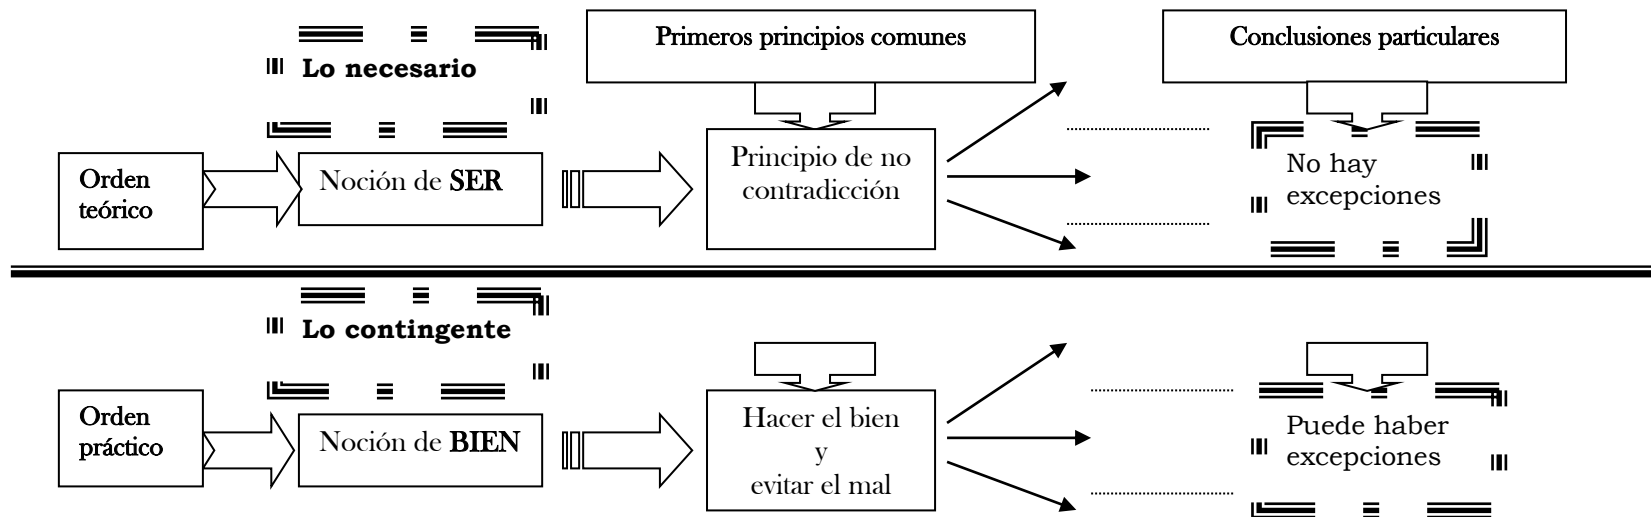 Primeros principios comunes
Conclusiones particulares
Lo necesario
Orden
teórico
Noción de SER
Principio de no
contradicción
No hay
excepciones
Lo contingente
Orden
práctico
Noción de BIEN
Hacer el bien
y
evitar el mal
Puede haber
excepciones